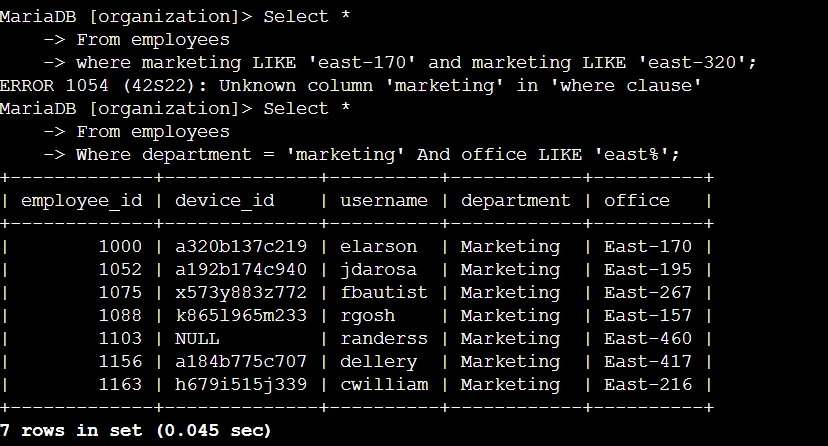 MariaDB [organization]> Select *
    -> From employees
    -> where marketing LIKE 'east-170' and marketing LIKE 'east-320';
ERROR 1054 (42S22): Unknown column 'marketing' in 'where clause'
MariaDB [organization]> Select *
    -> From employees
    -> Where department = 'marketing' And office LIKE 'east%';
+-------------+--------------+----------+------------+----------+
| employee_id | device_id    | username | department | office   |
+-------------+--------------+----------+------------+----------+
|        1000 | a320b137c219 | elarson  | Marketing  | East-170 |
|        1052 | a192b174c940 | jdarosa  | Marketing  | East-195 |
|        1075 | x573y883z772 | fbautist | Marketing  | East-267 |
|        1088 | k865l965m233 | rgosh    | Marketing  | East-157 |
|        1103 | NULL         | randerss | Marketing  | East-460 |
|        1156 | a184b775c707 | dellery  | Marketing  | East-417 |
|        1163 | h679i515j339 | cwilliam | Marketing  | East-216 |
+-------------+--------------+----------+------------+----------+
7 rows in set (0.045 sec)